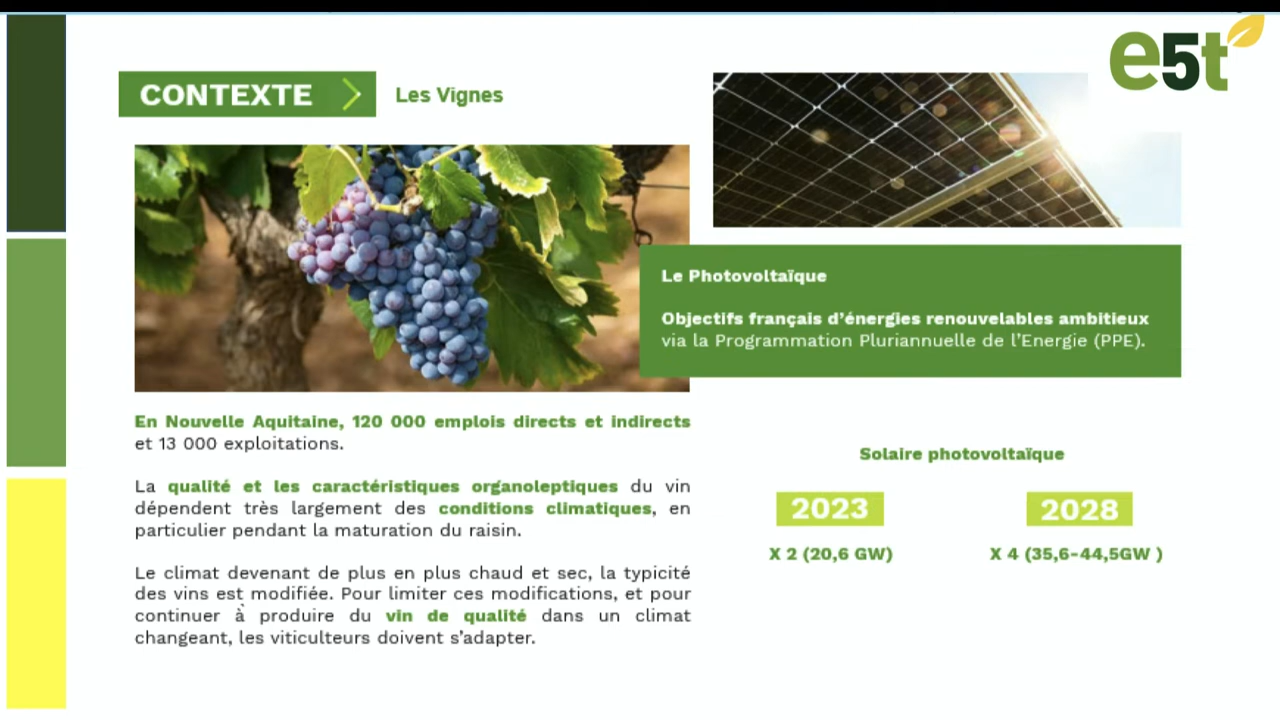 e5t
CONTEXTE
Les Vignes
En Nouvelle Aquitaine, 120 000 emplois directs et indirects
et 13 000 exploitations.
La qualité et les caractéristiques organoleptiques du vin
dépendent très largement des conditions climatiques, en
particulier pendant la maturation du raisin.
Le climat devenant de plus en plus chaud et sec, la typicité
des vins est modifiée. Pour limiter ces modifications, et pour
continuer à produire du vin de qualité dans un climat
changeant, les viticulteurs doivent s'adapter.
Le Photovoltaïque
Objectifs français d'énergies renouvelables ambitieux
via la Programmation Pluriannuelle de l'Energie (PPE).
Solaire photovoltaïque
2023 2028
X 2 (20,6 GW) X 4 (35,6-44,5GW )